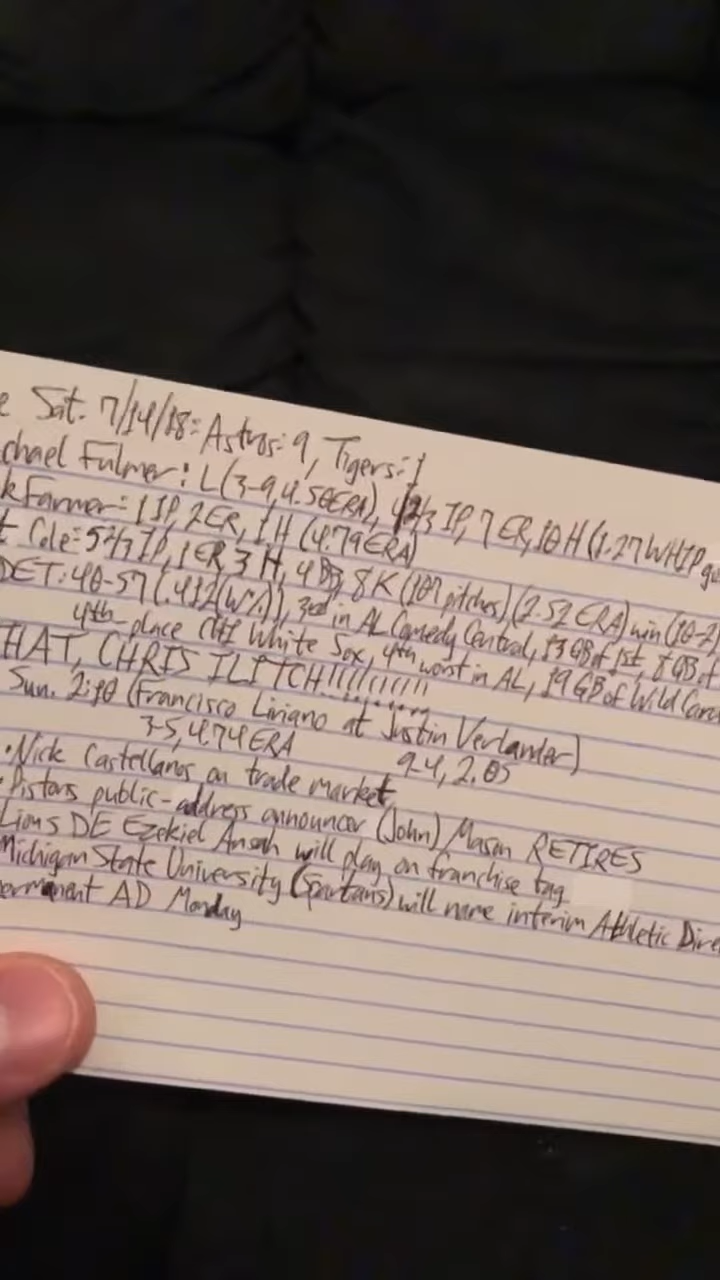 e Sat. 7/14/18: Astros: 9, Tigers: 1
chael Fulmer: L(3-9, 4.50ERA), 4 2/3 IP, 7 ER, 10 H (1.27 WHIP
k Farmer: 1 IP, 2ER, 1 H (4.79 ERA)
t Cole: 5 2/3 IP, 1 ER, 3 H, 4 BB, 8K (107 pitches) (2.52 ERA) win (10-2)
DET: 40-57 (.412(W%)), 3rd in AL Comedy Central, 13 GB of 1st, 8 GB of
4th-place CHI White Sox, 4th worst in AL, 19 GB of Wild Card
HAT, CHRIS ILITCH!!!!!!!!!!
Sun. 2:10 (Francisco Liriano at Justin Verlander)
3-5, 4.74 ERA 9-4, 2.05
•Nick Castellanos on trade market
•Pistons public-address announcer (John) Mason RETIRES
Lions DE Ezekiel Ansah will play on franchise tag
Michigan State University (Spartans) will name interim Athletic Dire
permanent AD Monday